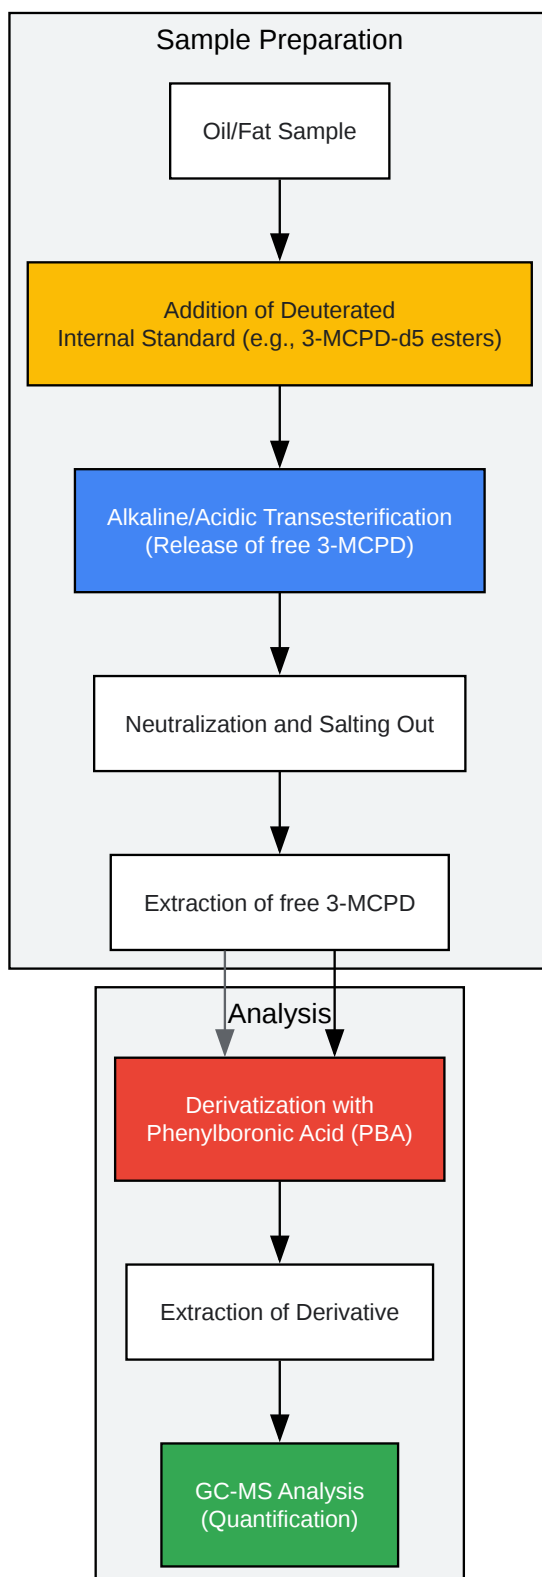 Sample Preparation
Oil/Fat Sample
Addition of Deuterated
Internal Standard (e.g., 3-MCPD-d5 esters)
Alkaline/Acidic Transesterification
(Release of free 3-MCPD)
Neutralization and Salting Out
Extraction of free 3-MCPD
Analysis
Derivatization with
Phenylboronic Acid (PBA)
Extraction of Derivative
GC-MS Analysis
(Quantification)